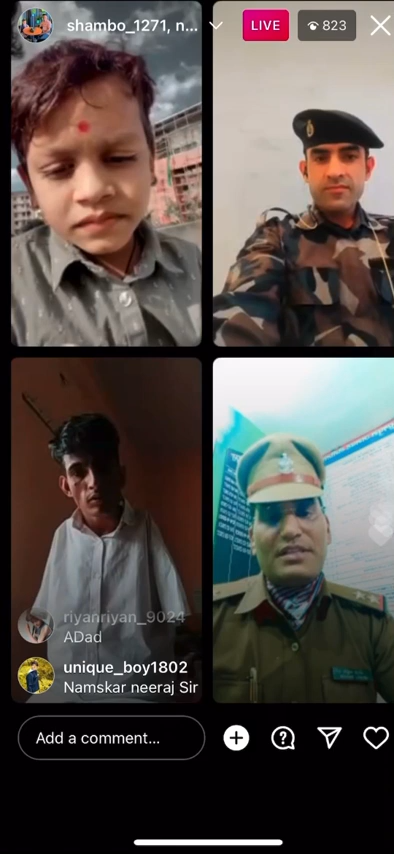 shambo_1271, n...
LIVE
823
riyanriyan_9024
ADad
unique_boy1802
Namskar neeraj Sir
Add a comment...